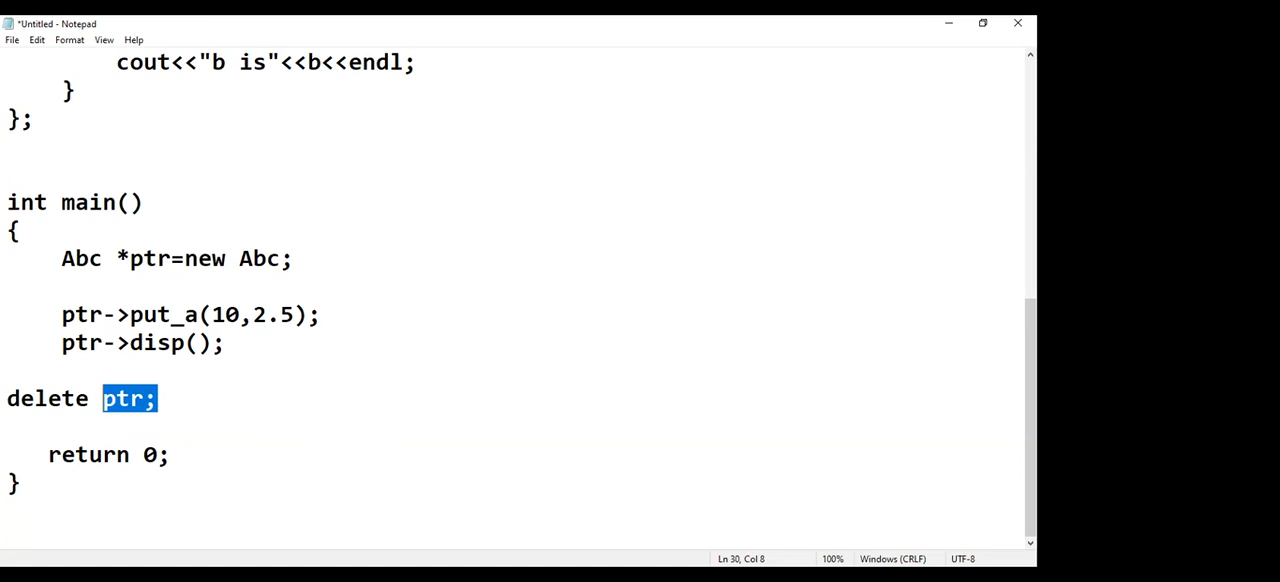 *Untitled - Notepad
File Edit Format View Help
cout<<"b is"<<b<<endl;
}
};
int main()
{
Abc *ptr=new Abc;
ptr->put_a(10,2.5);
ptr->disp();
delete ptr;
return 0;
}
Ln 30, Col 8 100% Windows (CRLF) UTF-8